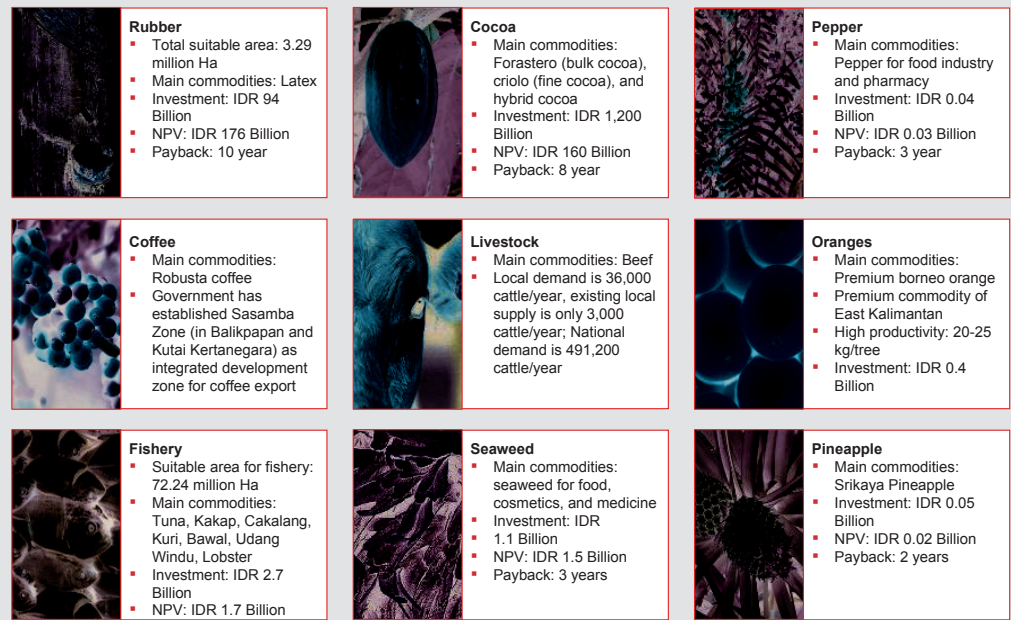 Rubber
▪ Total suitable area: 3.29
million Ha
▪ Main commodities: Latex
▪ Investment: IDR 94
Billion
▪ NPV: IDR 176 Billion
▪ Payback: 10 year
Cocoa
▪ Main commodities:
Forastero (bulk cocoa),
criolo (fine cocoa), and
hybrid cocoa
▪ Investment: IDR 1,200
Billion
▪ NPV: IDR 160 Billion
▪ Payback: 8 year
Pepper
▪ Main commodities:
Pepper for food industry
and pharmacy
▪ Investment: IDR 0.04
Billion
▪ NPV: IDR 0.03 Billion
▪ Payback: 3 year
Coffee
▪ Main commodities:
Robusta coffee
▪ Government has
established Sasamba
Zone (in Balikpapan and
Kutai Kertanegara) as
integrated development
zone for coffee export
Livestock
▪ Main commodities: Beef
▪ Local demand is 36,000
cattle/year, existing local
supply is only 3,000
cattle/year; National
demand is 491,200
cattle/year
Oranges
▪ Main commodities:
Premium borneo orange
▪ Premium commodity of
East Kalimantan
▪ High productivity: 20-25
kg/tree
▪ Investment: IDR 0.4
Billion
Fishery
▪ Suitable area for fishery:
72.24 million Ha
▪ Main commodities:
Tuna, Kakap, Cakalang,
Kuri, Bawal, Udang
Windu, Lobster
▪ Investment: IDR 2.7
Billion
▪ NPV: IDR 1.7 Billion
Seaweed
▪ Main commodities:
seaweed for food,
cosmetics, and medicine
▪ Investment: IDR
▪ 1.1 Billion
▪ NPV: IDR 1.5 Billion
▪ Payback: 3 years
Pineapple
▪ Main commodities:
Srikaya Pineapple
▪ Investment: IDR 0.05
Billion
▪ NPV: IDR 0.02 Billion
▪ Payback: 2 years